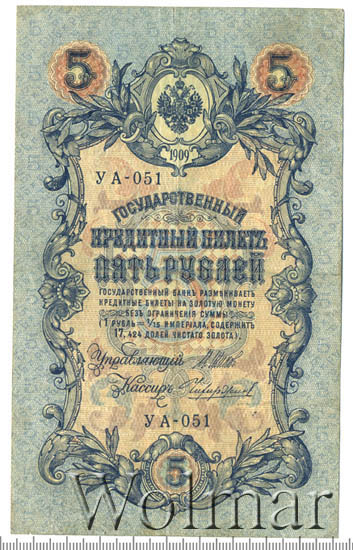 5 5
1909
УА-051
ГОСУДАРСТВЕННЫЙ
КРЕДИТНЫЙ БИЛЕТЪ
ПЯТЬ РУБЛЕЙ
ГОСУДАРСТВЕННЫЙ БАНКЪ РАЗМѢНИВАЕТЪ
КРЕДИТНЫЕ БИЛЕТЫ НА ЗОЛОТУЮ МОНЕТУ
БЕЗЪ ОГРАНИЧЕНІЯ СУММЫ
(1 РУБЛЬ = 1/15 ИМПЕРІАЛА, СОДЕРЖИТЪ
17,424 ДОЛЕЙ ЧИСТАГО ЗОЛОТА)
Управляющій
Кассиръ
УА-051
5
Wolmar